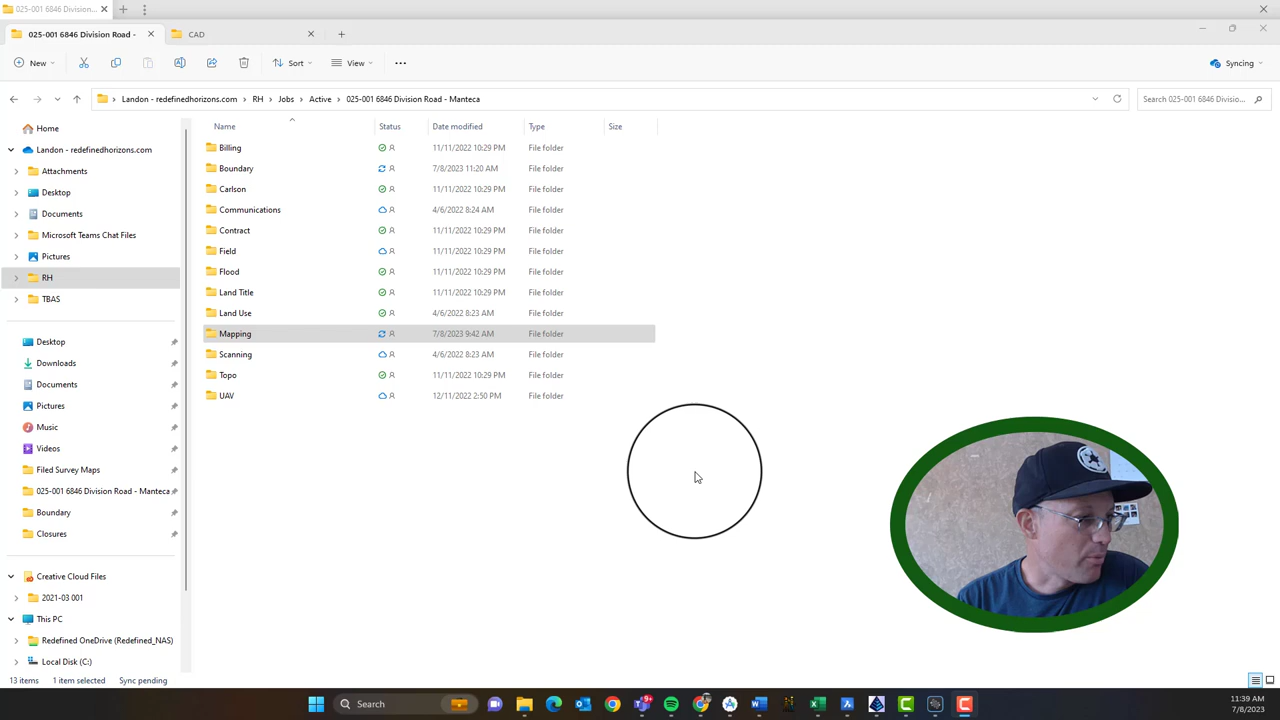 025-001 6846 Division Road -
025-001 6846 Division Road - CAD
New Sort View Syncing
Landon - redefinedhorizons.com RH Jobs Active 025-001 6846 Division Road - Manteca Search 025-001 6846 Divisio...
Name Status Date modified Type Size
Home
Landon - redefinedhorizons.com
Attachments
Desktop
Documents
Microsoft Teams Chat Files
Pictures
RH
TBAS
Desktop
Downloads
Documents
Pictures
Music
Videos
Filed Survey Maps
025-001 6846 Division Road - Manteca
Boundary
Closures
Creative Cloud Files
2021-03 001
This PC
Redefined OneDrive (Redefined_NAS)
Local Disk (C:)
Billing 11/11/2022 10:29 PM File folder
Boundary 7/8/2023 11:20 AM File folder
Carlson 11/11/2022 10:29 PM File folder
Communications 4/6/2022 8:24 AM File folder
Contract 11/11/2022 10:29 PM File folder
Field 11/11/2022 10:29 PM File folder
Flood 11/11/2022 10:29 PM File folder
Land Title 11/11/2022 10:29 PM File folder
Land Use 4/6/2022 8:23 AM File folder
Mapping 7/8/2023 9:42 AM File folder
Scanning 4/6/2022 8:23 AM File folder
Topo 11/11/2022 10:29 PM File folder
UAV 12/11/2022 2:50 PM File folder
13 items 1 item selected Sync pending
Search 9+ 11:39 AM
7/8/2023